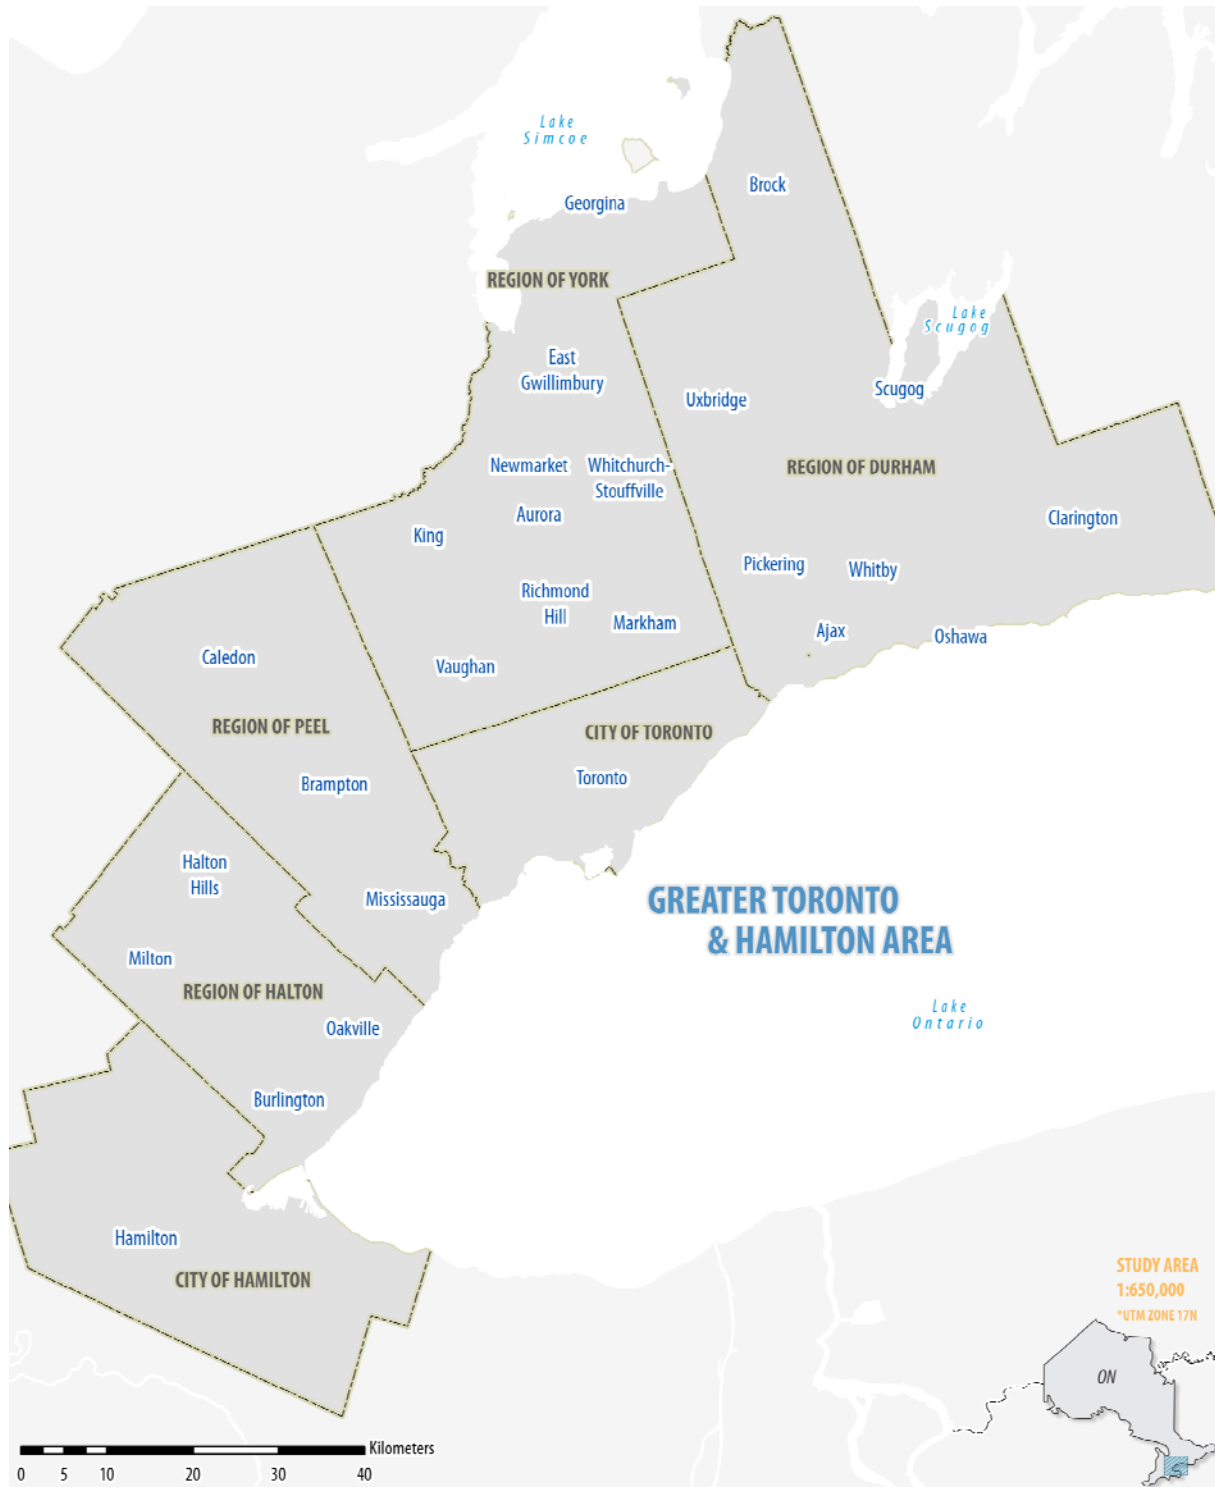 Lake
Simcoe
Brock
Georgina
REGION OF YORK
Lake
Scugog
East
Gwillimbury
Uxbridge
Scugog
Newmarket
Whitchurch-
Stouffville
REGION OF DURHAM
Aurora
King
Clarington
Pickering
Whitby
Richmond
Hill
Markham
Ajax
Oshawa
Caledon
Vaughan
REGION OF PEEL
CITY OF TORONTO
Brampton
Toronto
Halton
Hills
Mississauga
GREATER TORONTO
& HAMILTON AREA
Milton
REGION OF HALTON
Oakville
Lake
Ontario
Burlington
Hamilton
CITY OF HAMILTON
STUDY AREA
1:650,000
*UTM ZONE 17N
ON
Kilometers
0 5 10 20 30 40